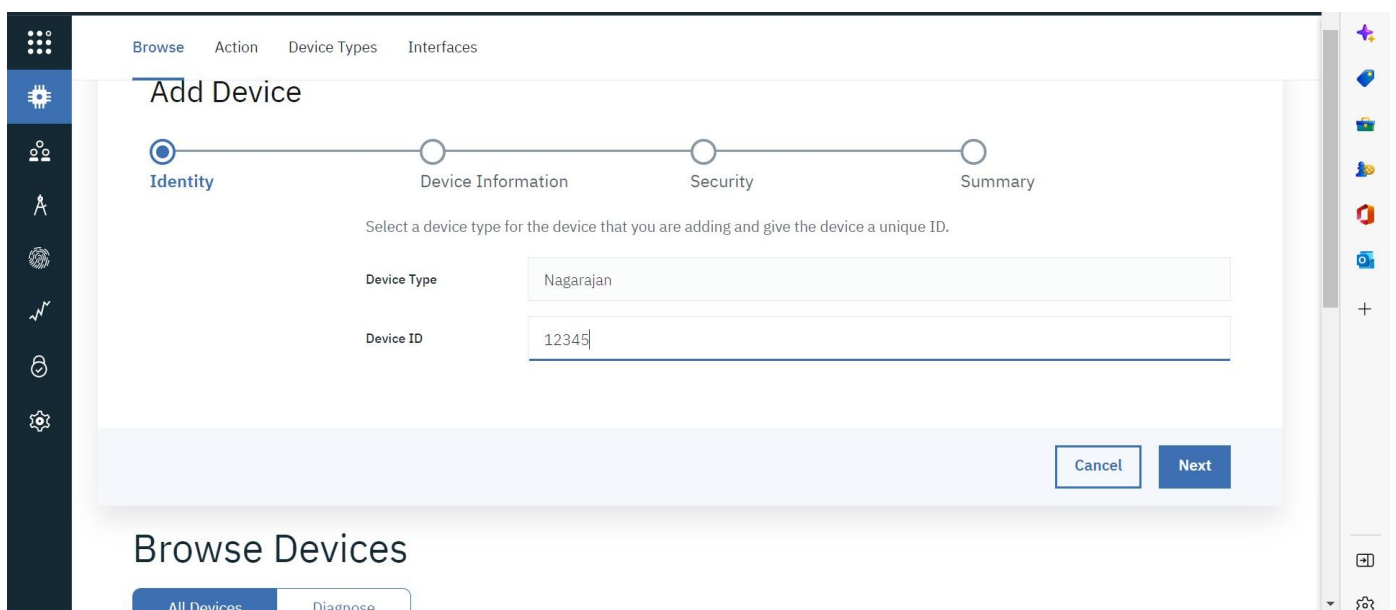 Browse Action Device Types Interfaces
Add Device
Identity Device Information Security Summary
Select a device type for the device that you are adding and give the device a unique ID.
Device Type Nagarajan
Device ID 12345
Cancel Next
Browse Devices
All Devices Diagnose